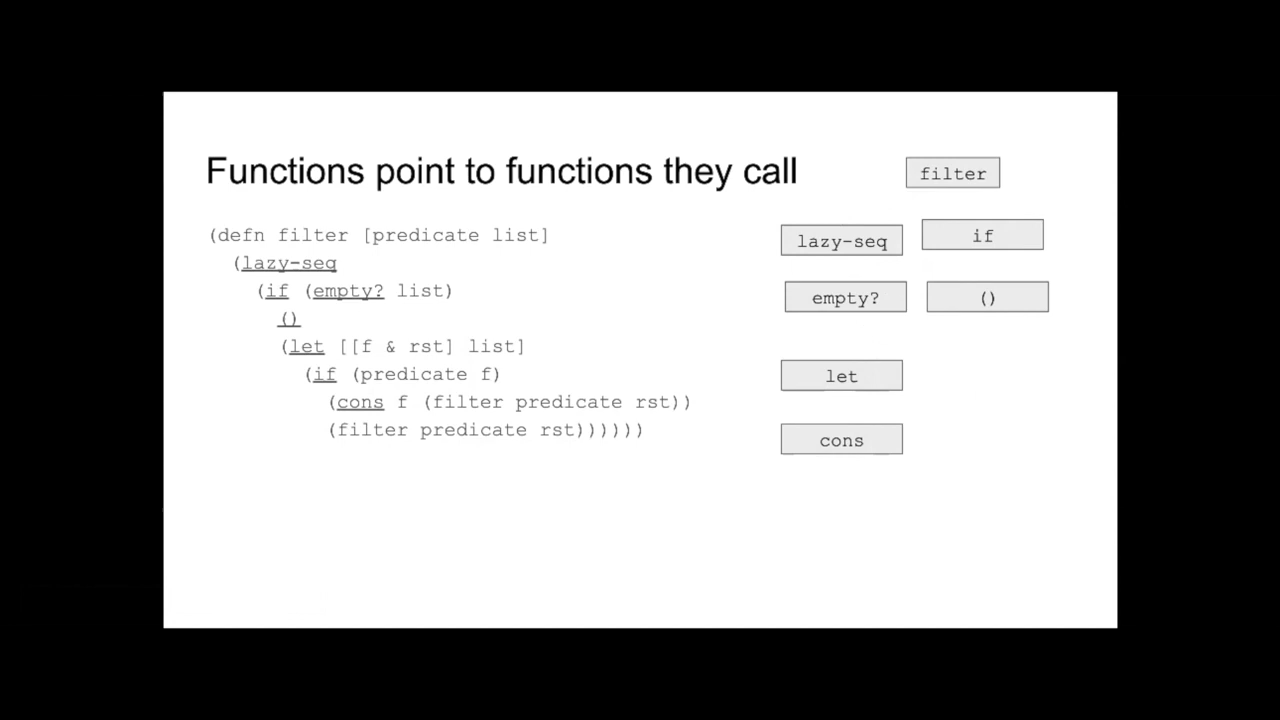 Functions point to functions they call
(defn filter [predicate list]
(lazy-seq
(if (empty? list)
()
(let [[f & rst] list]
(if (predicate f)
(cons f (filter predicate rst))
(filter predicate rst))))))
filter
lazy-seq
if
empty?
()
let
cons